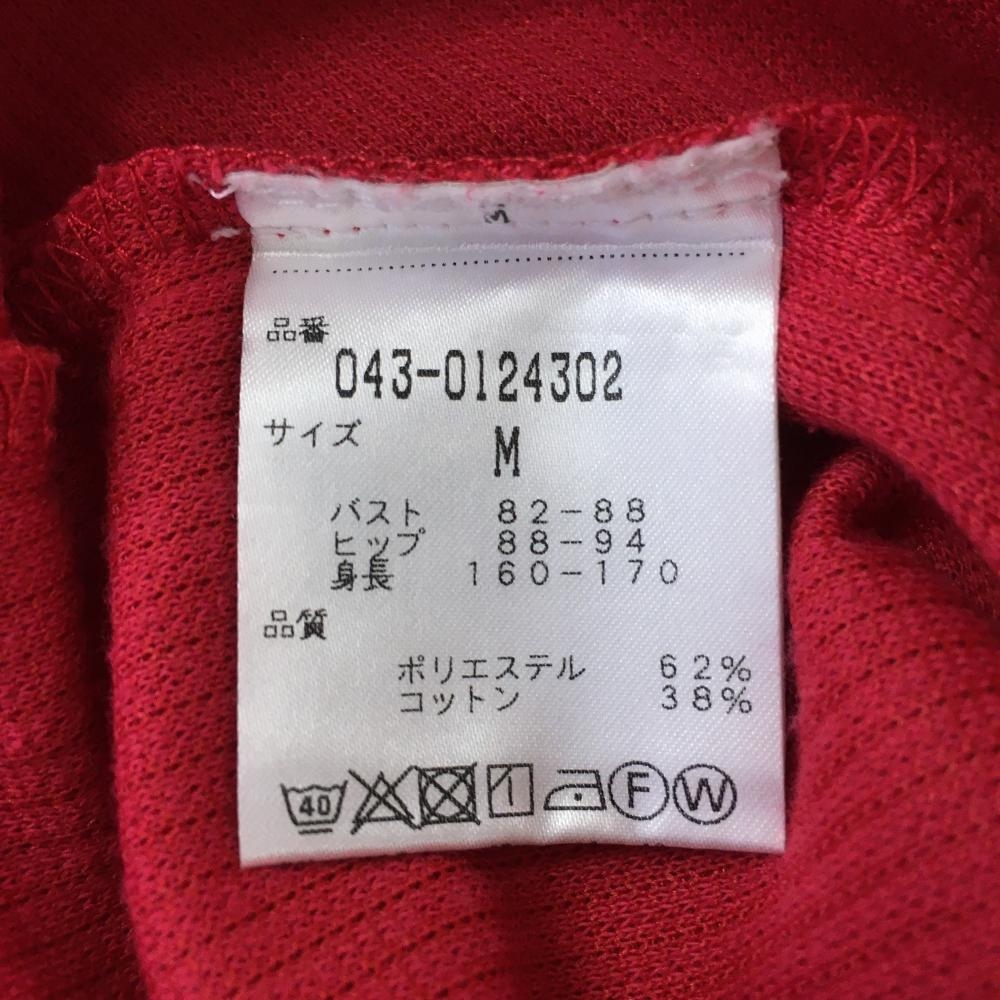 M
品番
043-0124302
サイズ
M
バスト 82-88
ヒップ 88-94
身長 160-170
品質
ポリエステル 62%
コットン 38%
40 F W